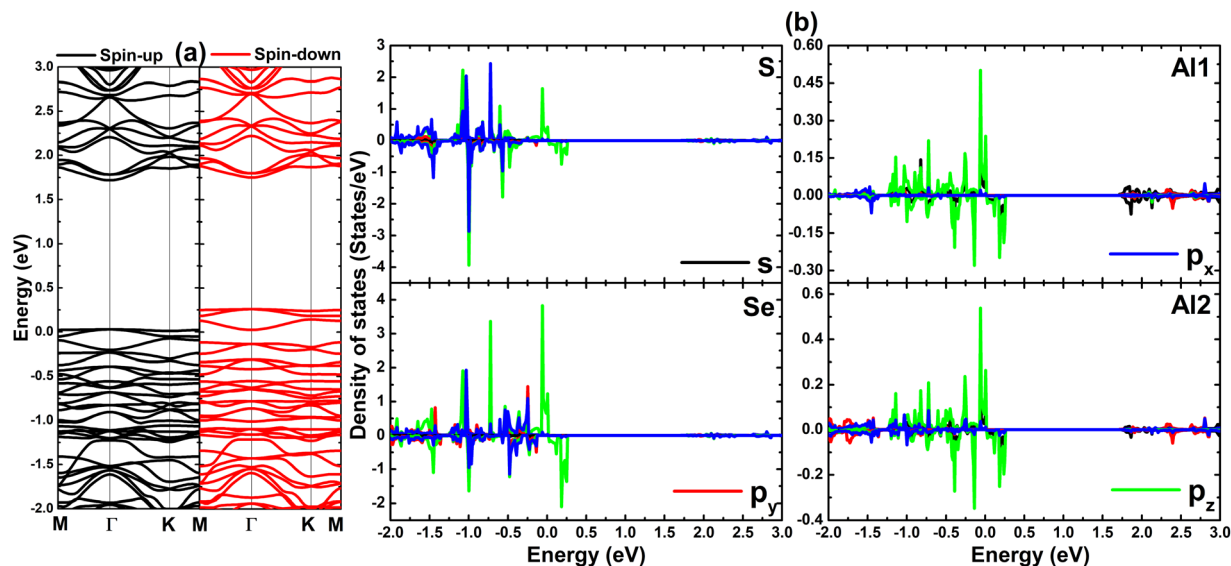 Spin-up (a) Spin-down
Energy (eV)
3.0
2.5
2.0
1.5
1.0
0.5
0.0
-0.5
-1.0
-1.5
-2.0
M Γ K M Γ K M
(b)
Density of states (States/eV)
3
2
1
0
-1
-2
-3
-4
S
s
4
3
2
1
0
-1
-2
Se
p_y
-2.0 -1.5 -1.0 -0.5 0.0 0.5 1.0 1.5 2.0 2.5 3.0
Energy (eV)
0.60
0.45
0.30
0.15
0.00
-0.15
-0.30
Al1
p_x
0.6
0.4
0.2
0.0
-0.2
-0.4
Al2
p_z
-2.0 -1.5 -1.0 -0.5 0.0 0.5 1.0 1.5 2.0 2.5 3.0
Energy (eV)